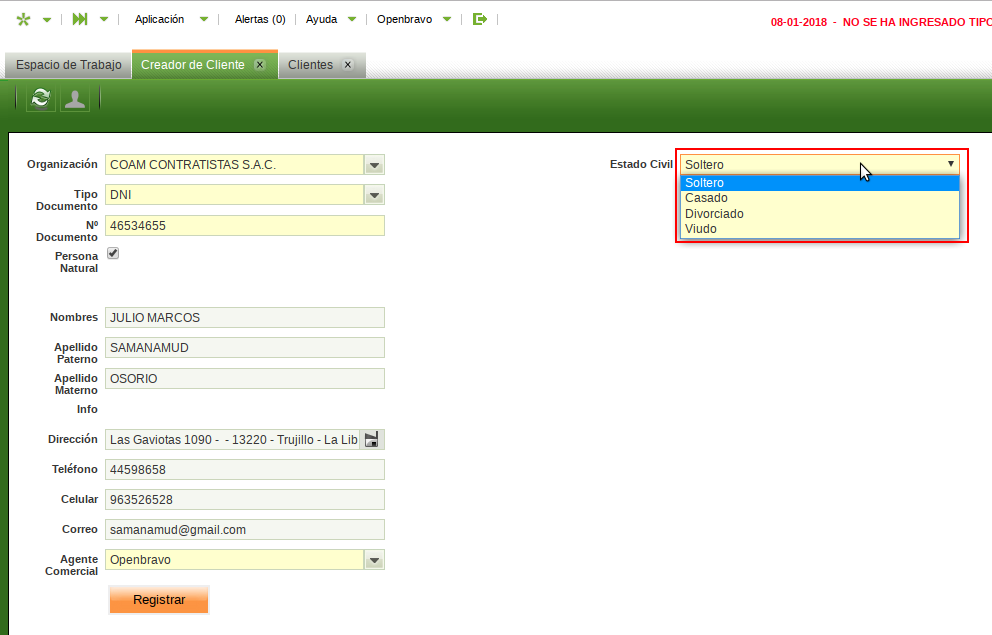 Aplicación Alertas (0) Ayuda Openbravo
08-01-2018 - NO SE HA INGRESADO TIPO
Espacio de Trabajo Creador de Cliente x Clientes x
Organización COAM CONTRATISTAS S.A.C. Estado Civil Soltero
Soltero
Casado
Divorciado
Viudo
Tipo
Documento DNI
Nº
Documento 46534655
Persona
Natural
Nombres JULIO MARCOS
Apellido
Paterno SAMANAMUD
Apellido
Materno OSORIO
Info
Dirección Las Gaviotas 1090 - - 13220 - Trujillo - La Lib
Teléfono 44598658
Celular 963526528
Correo samanamud@gmail.com
Agente
Comercial Openbravo
Registrar